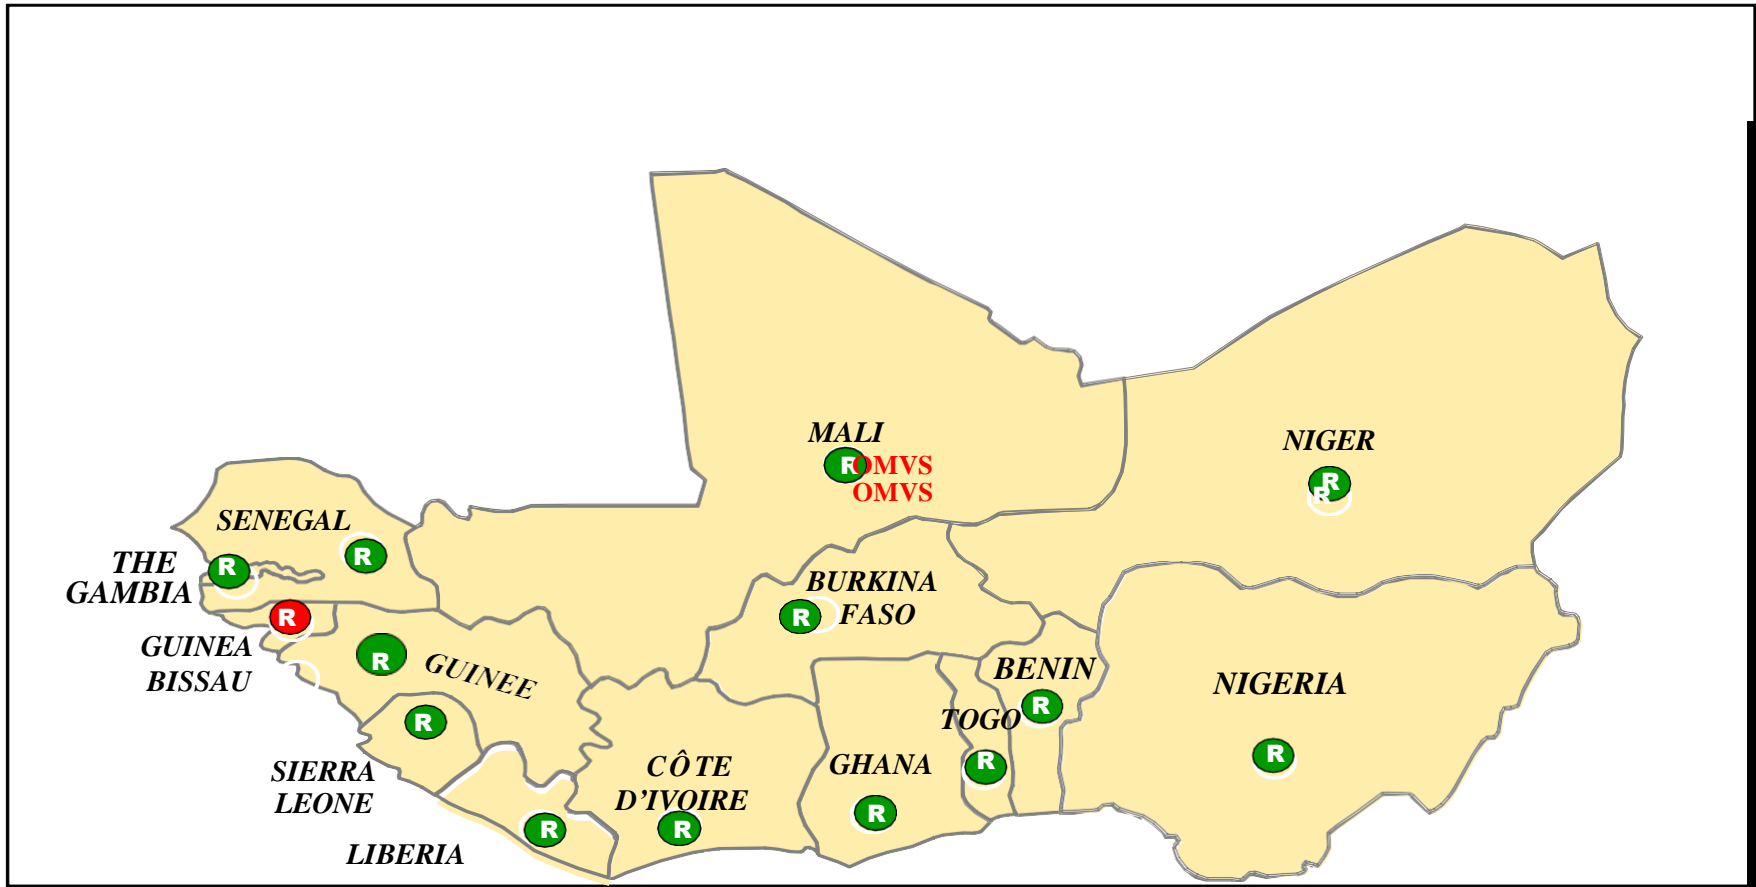 MALI
R OMVS
OMVS
NIGER
R
R
SENEGAL
R
THE
GAMBIA
R
R
GUINEA
BISSAU
BURKINA
FASO
R
R
GUINEE
BENIN
R
NIGERIA
R
TOGO
R
R
SIERRA
LEONE
CÔTE
D'IVOIRE
R
GHANA
R
LIBERIA
R